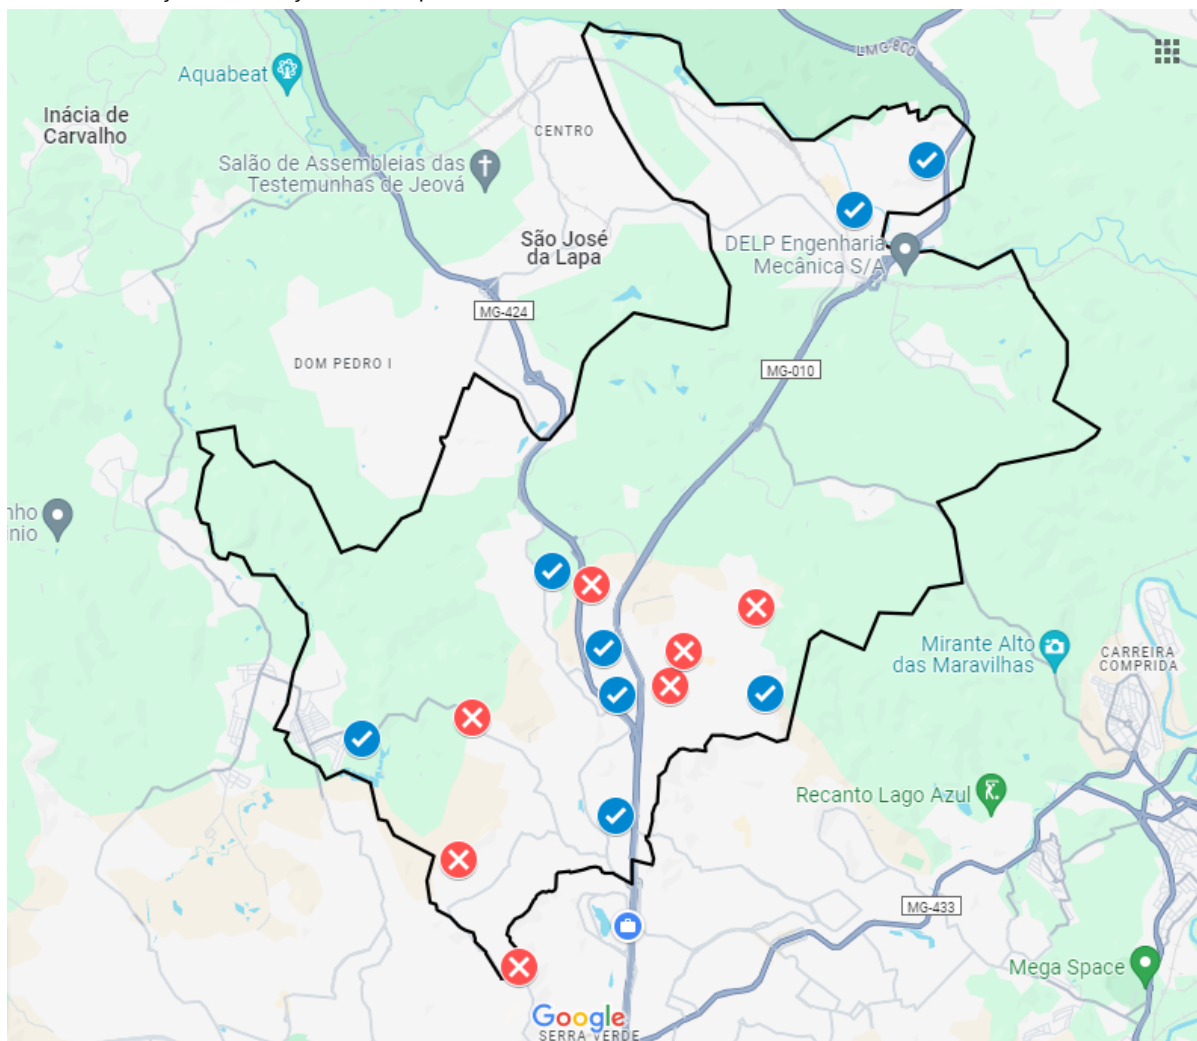 LMG-800
Aquabeat
Inácia de
Carvalho
CENTRO
Salão de Assembleias das
Testemunhas de Jeová
São José
da Lapa
DELP Engenharia
Mecânica S/A
MG-424
DOM PEDRO I
MG-010
nho
nio
Mirante Alto
das Maravilhas
CARREIRA
COMPRIDA
Recanto Lago Azul
MG-433
Mega Space
Google
SERRA VERDE